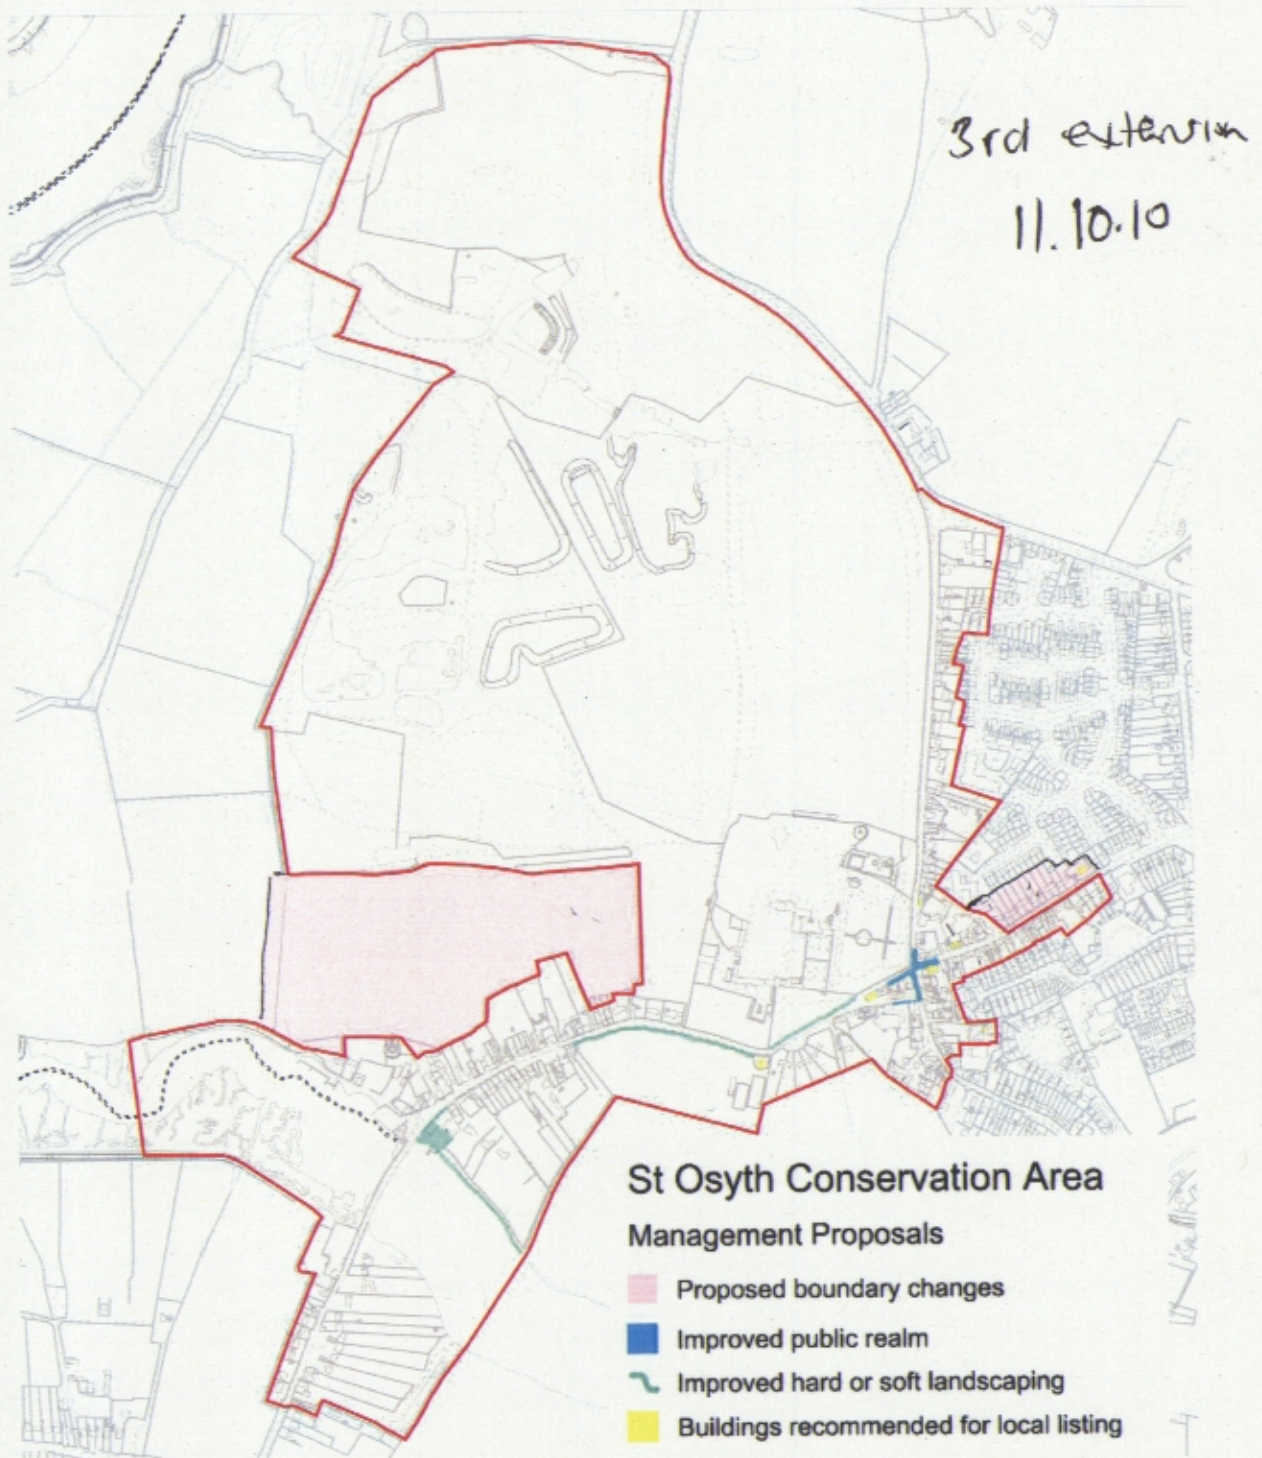 3rd extension
11.10.10
St Osyth Conservation Area
Management Proposals
Proposed boundary changes
Improved public realm
Improved hard or soft landscaping
Buildings recommended for local listing